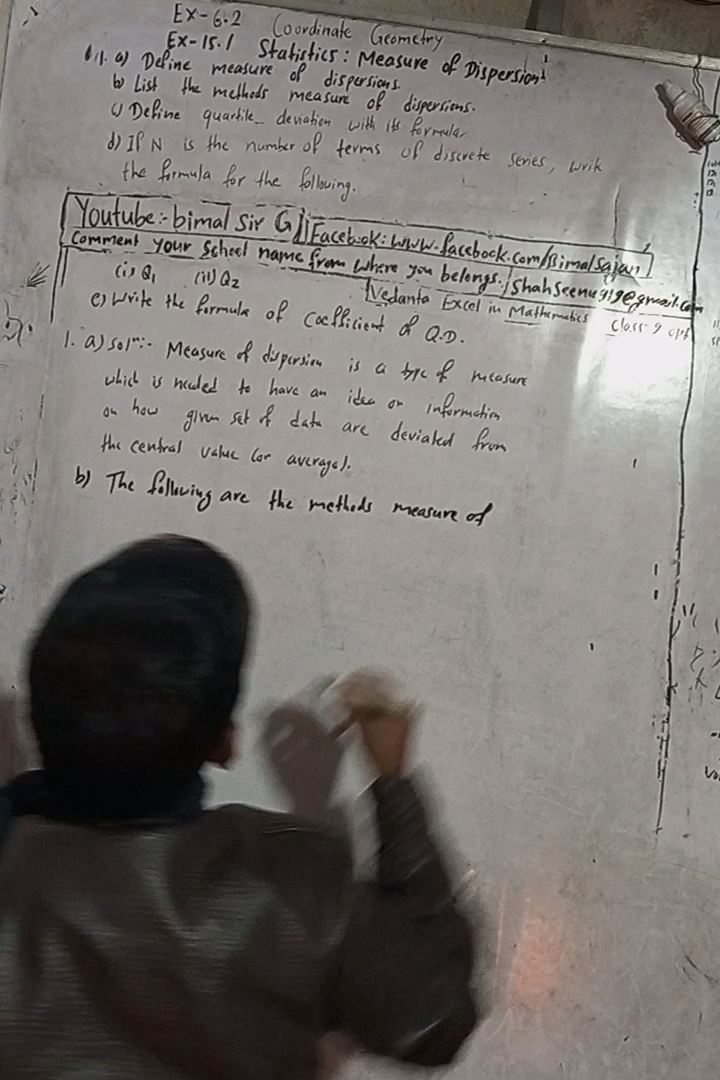 Ex-6.2 Coordinate Geometry
Ex-15.1 Statistics: Measure of Dispersion
1. a) Define measure of dispersions.
b) List the methods measure of dispersions.
c) Define quartile deviation with its formula
d) If N is the number of terms of discrete series, write
the formula for the following.
Youtube:- bimal Sir G || Facebook: www.facebook.com/Bimalsajan
Comment your School name from where you belongs. / Shahseenu919@gmail.com
(i) Q1 (ii) Q2
Vedanta Excel in Mathematics Class-9 opt
e) Write the formula of Coefficient of Q.D.
1. a) Solⁿ:- Measure of dispersion is a type of measure
which is needed to have an idea or information
on how given set of data are deviated from
the central value (or average).
b) The following are the methods measure of